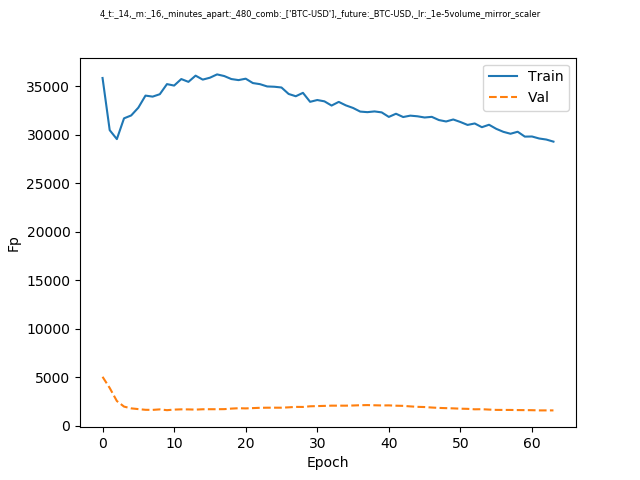 4_t:_14,_m:_16,_minutes_apart:_480_comb:_['BTC-USD'],_future:_BTC-USD,_lr:_1e-5volume_mirror_scaler
Train
Val
35000
30000
25000
20000
15000
10000
5000
0
Fp
0 10 20 30 40 50 60
Epoch